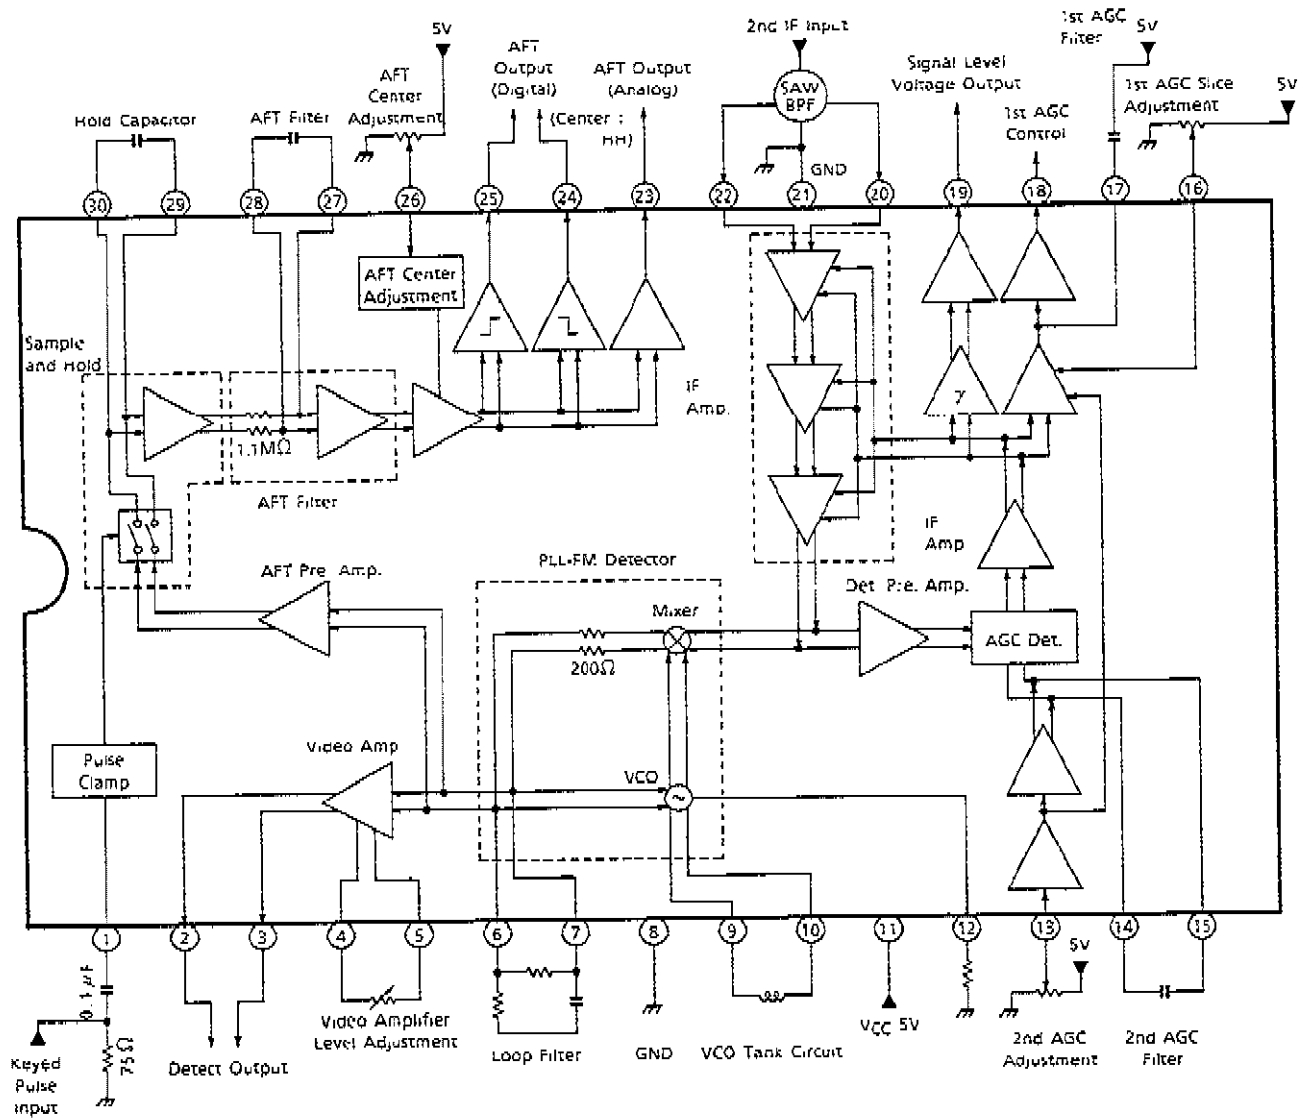 5V
AFT
Output
(Digital)
AFT
Center
Adjustment
AFT Output
(Analog)
(Center :
HH)
2nd IF Input
SAW
BPF
GND
Signal Level
Voltage Output
1st AGC
Filter
5V
1st AGC
Control
1st AGC Slice
Adjustment
5V
Hold Capacitor
AFT Filter
30
29
28
27
26
25
24
23
22
21
20
19
18
17
16
AFT Center
Adjustment
Sample
and Hold
IF
Amp.
γ
1.1MΩ
AFT Filter
IF
Amp
AFT Pre Amp.
PLL-FM Detector
Mixer
200Ω
Det. Pre. Amp.
AGC Det.
Pulse
Clamp
Video Amp
VCO
~
1
2
3
4
5
6
7
8
9
10
11
12
13
14
15
0.1μF
75Ω
Keyed
Pulse
Input
Detect Output
Video Amplifier
Level Adjustment
Loop Filter
GND
VCO Tank Circuit
VCC 5V
5V
2nd AGC
Adjustment
2nd AGC
Filter